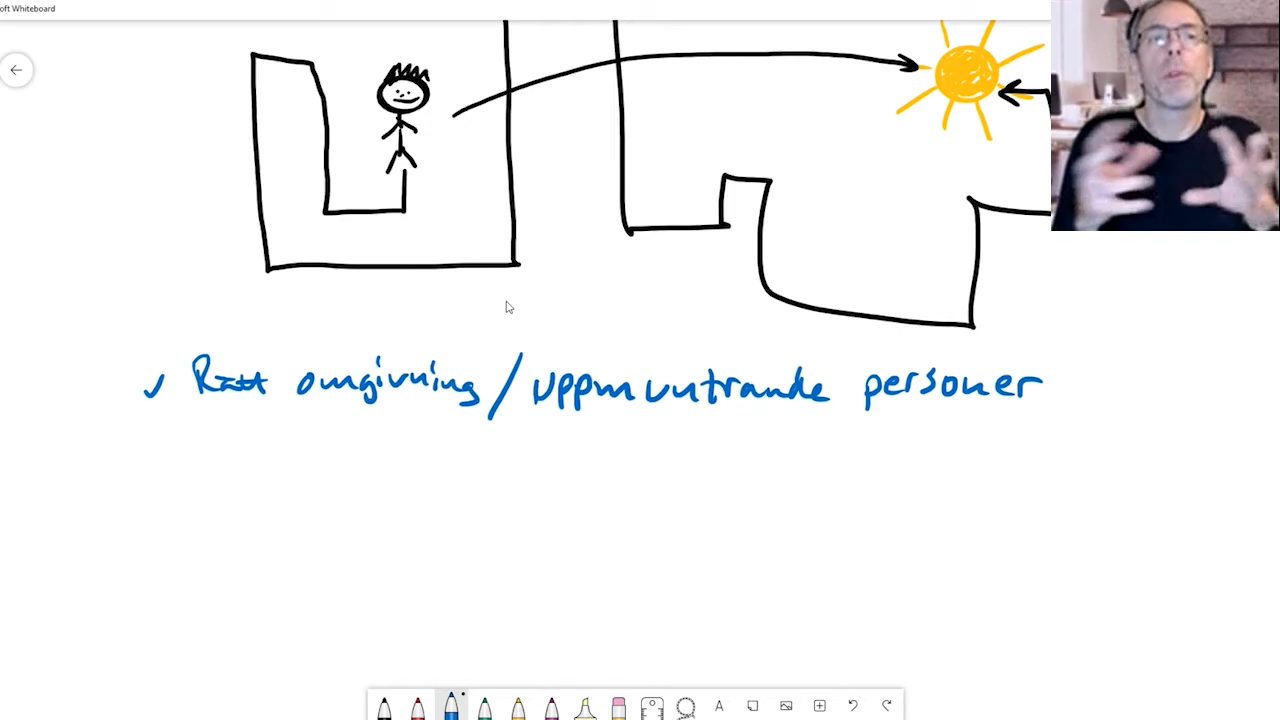 oft Whiteboard
✓ Rätt omgivning / uppmuntrande personer
A